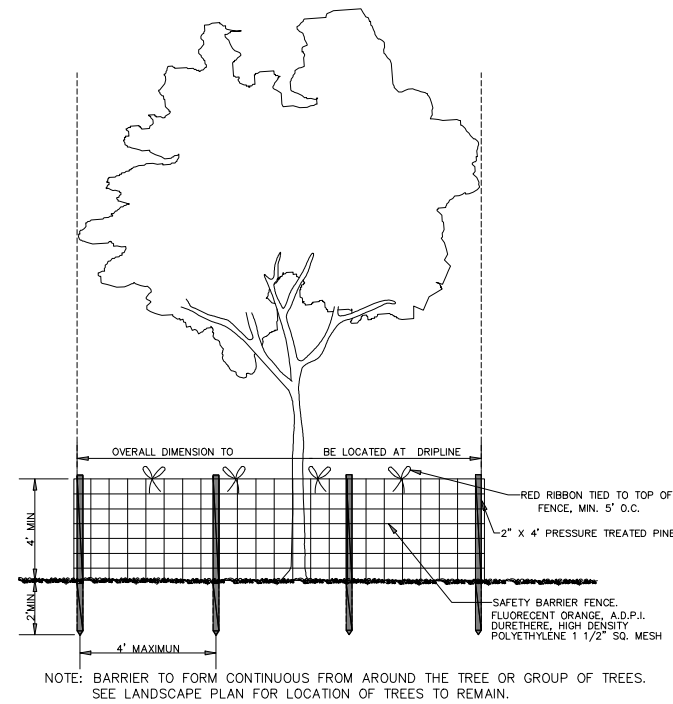 OVERALL DIMENSION TO BE LOCATED AT DRIPLINE
RED RIBBON TIED TO TOP OF
FENCE, MIN. 5' O.C.
2" X 4' PRESSURE TREATED PINE
4' MIN
2'MIN
SAFETY BARRIER FENCE.
FLUORECENT ORANGE, A.D.P.I.
DURETHERE, HIGH DENSITY
POLYETHYLENE 1 1/2" SQ. MESH
4' MAXIMUN
NOTE: BARRIER TO FORM CONTINUOUS FROM AROUND THE TREE OR GROUP OF TREES.
SEE LANDSCAPE PLAN FOR LOCATION OF TREES TO REMAIN.